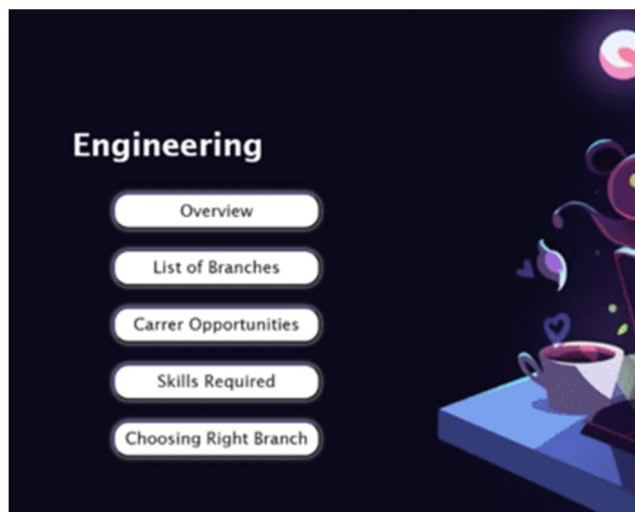 Engineering
Overview
List of Branches
Carrer Opportunities
Skills Required
Choosing Right Branch